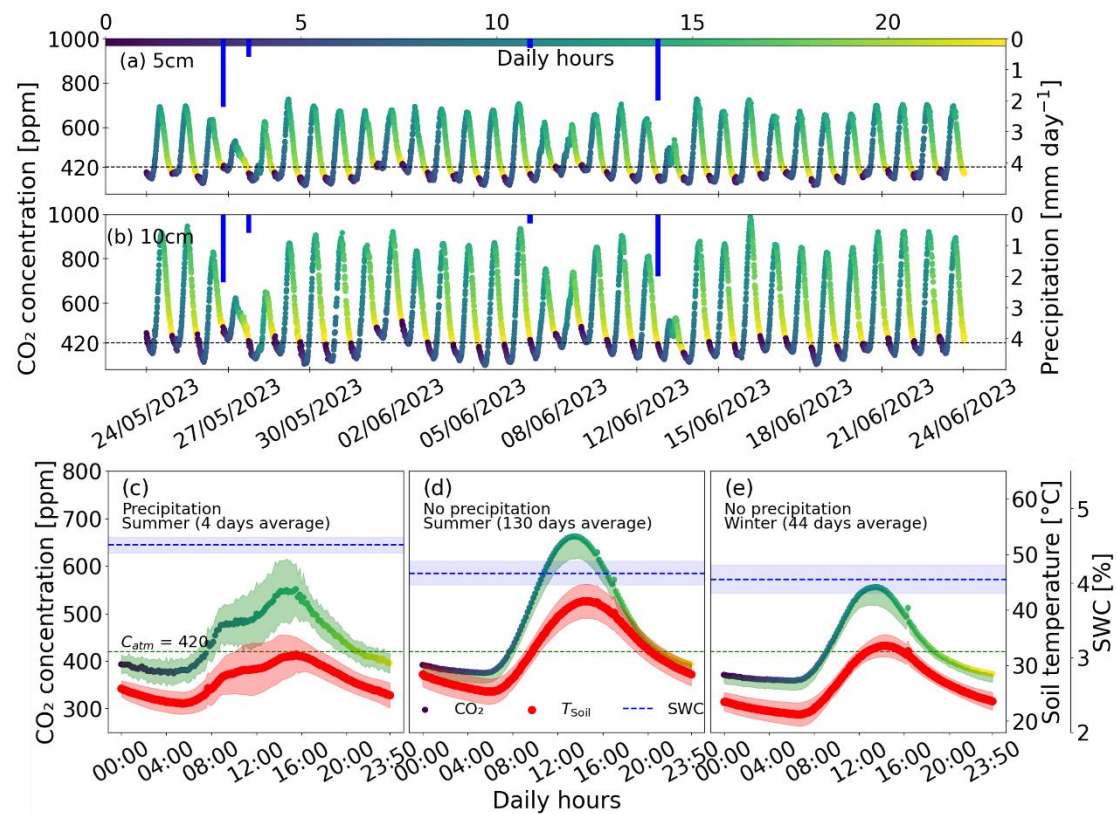 0 5 10 15 20
Daily hours
(a) 5cm
1000
800
600
420
0
1
2
3
4
CO₂ concentration [ppm]
Precipitation [mm day⁻¹]
(b) 10cm
1000
800
600
420
0
1
2
3
4
24/05/2023 27/05/2023 30/05/2023 02/06/2023 05/06/2023 08/06/2023 12/06/2023 15/06/2023 18/06/2023 21/06/2023 24/06/2023
CO₂ concentration [ppm]
800
700
600
500
400
300
(c)
Precipitation
Summer (4 days average)
C_atm = 420
(d)
No precipitation
Summer (130 days average)
CO₂ T_Soil SWC
(e)
No precipitation
Winter (44 days average)
60
50
40
30
20
Soil temperature [°C]
5
4
3
2
SWC [%]
00:00 04:00 08:00 12:00 16:00 20:00 23:50 00:00 04:00 08:00 12:00 16:00 20:00 23:50 00:00 04:00 08:00 12:00 16:00 20:00 23:50
Daily hours